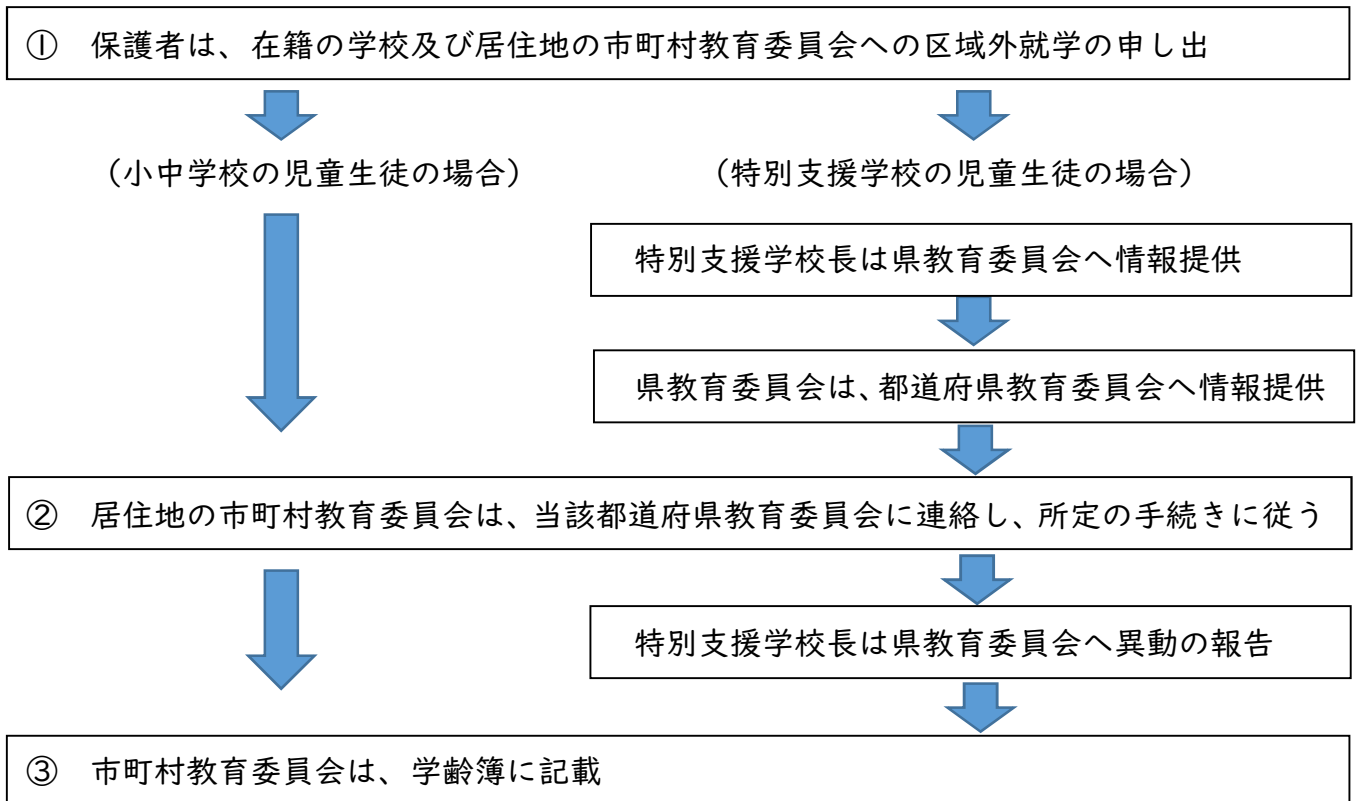 ① 保護者は、在籍の学校及び居住地の市町村教育委員会への区域外就学の申し出
(小中学校の児童生徒の場合)
(特別支援学校の児童生徒の場合)
特別支援学校長は県教育委員会へ情報提供
県教育委員会は、都道府県教育委員会へ情報提供
② 居住地の市町村教育委員会は、当該都道府県教育委員会に連絡し、所定の手続きに従う
特別支援学校長は県教育委員会へ異動の報告
③ 市町村教育委員会は、学齢簿に記載